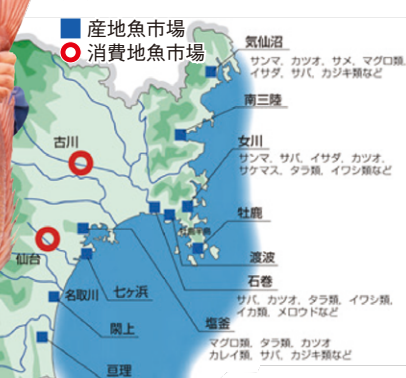 産地魚市場
消費地魚市場
気仙沼
サンマ、カツオ、サメ、マグロ類、
イサダ、サバ、カジキ類など
南三陸
女川
サンマ、サバ、イサダ、カツオ、
サケマス、タラ類、イワシ類など
古川
牡鹿
渡波
石巻
サバ、カツオ、タラ類、イワシ類、
イカ類、メロウドなど
仙台
名取川
七ヶ浜
塩釜
マグロ類、タラ類、カツオ
カレイ類、サバ、カジキ類など
閖上
亘理